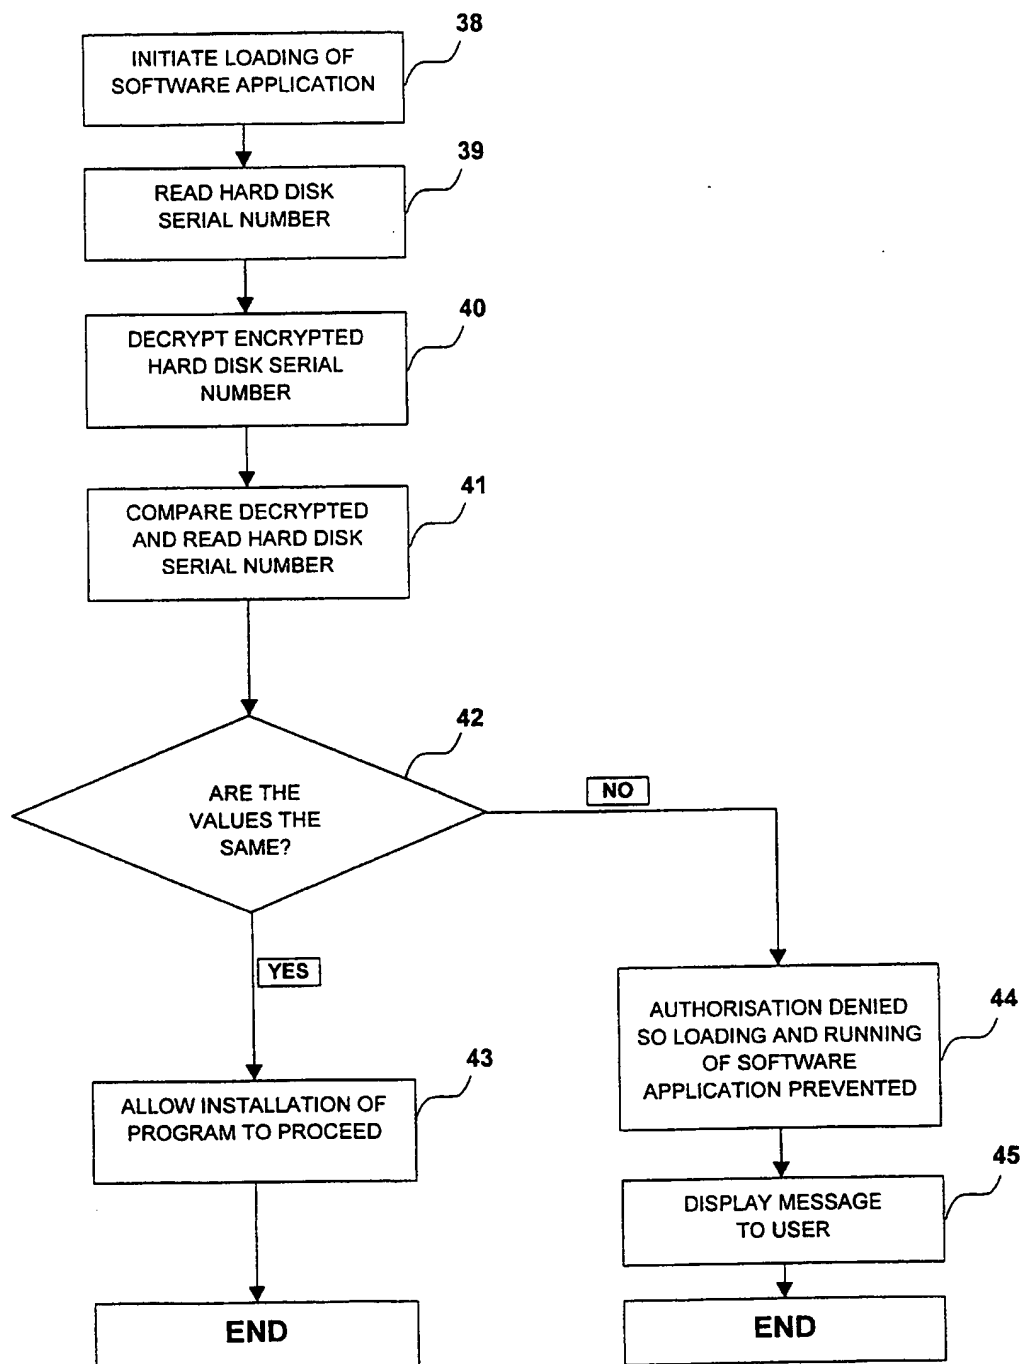 38
INITIATE LOADING OF
SOFTWARE APPLICATION
39
READ HARD DISK
SERIAL NUMBER
40
DECRYPT ENCRYPTED
HARD DISK SERIAL
NUMBER
41
COMPARE DECRYPTED
AND READ HARD DISK
SERIAL NUMBER
42
ARE THE
VALUES THE
SAME?
NO
YES
43
ALLOW INSTALLATION OF
PROGRAM TO PROCEED
END
44
AUTHORISATION DENIED
SO LOADING AND RUNNING
OF SOFTWARE
APPLICATION PREVENTED
45
DISPLAY MESSAGE
TO USER
END